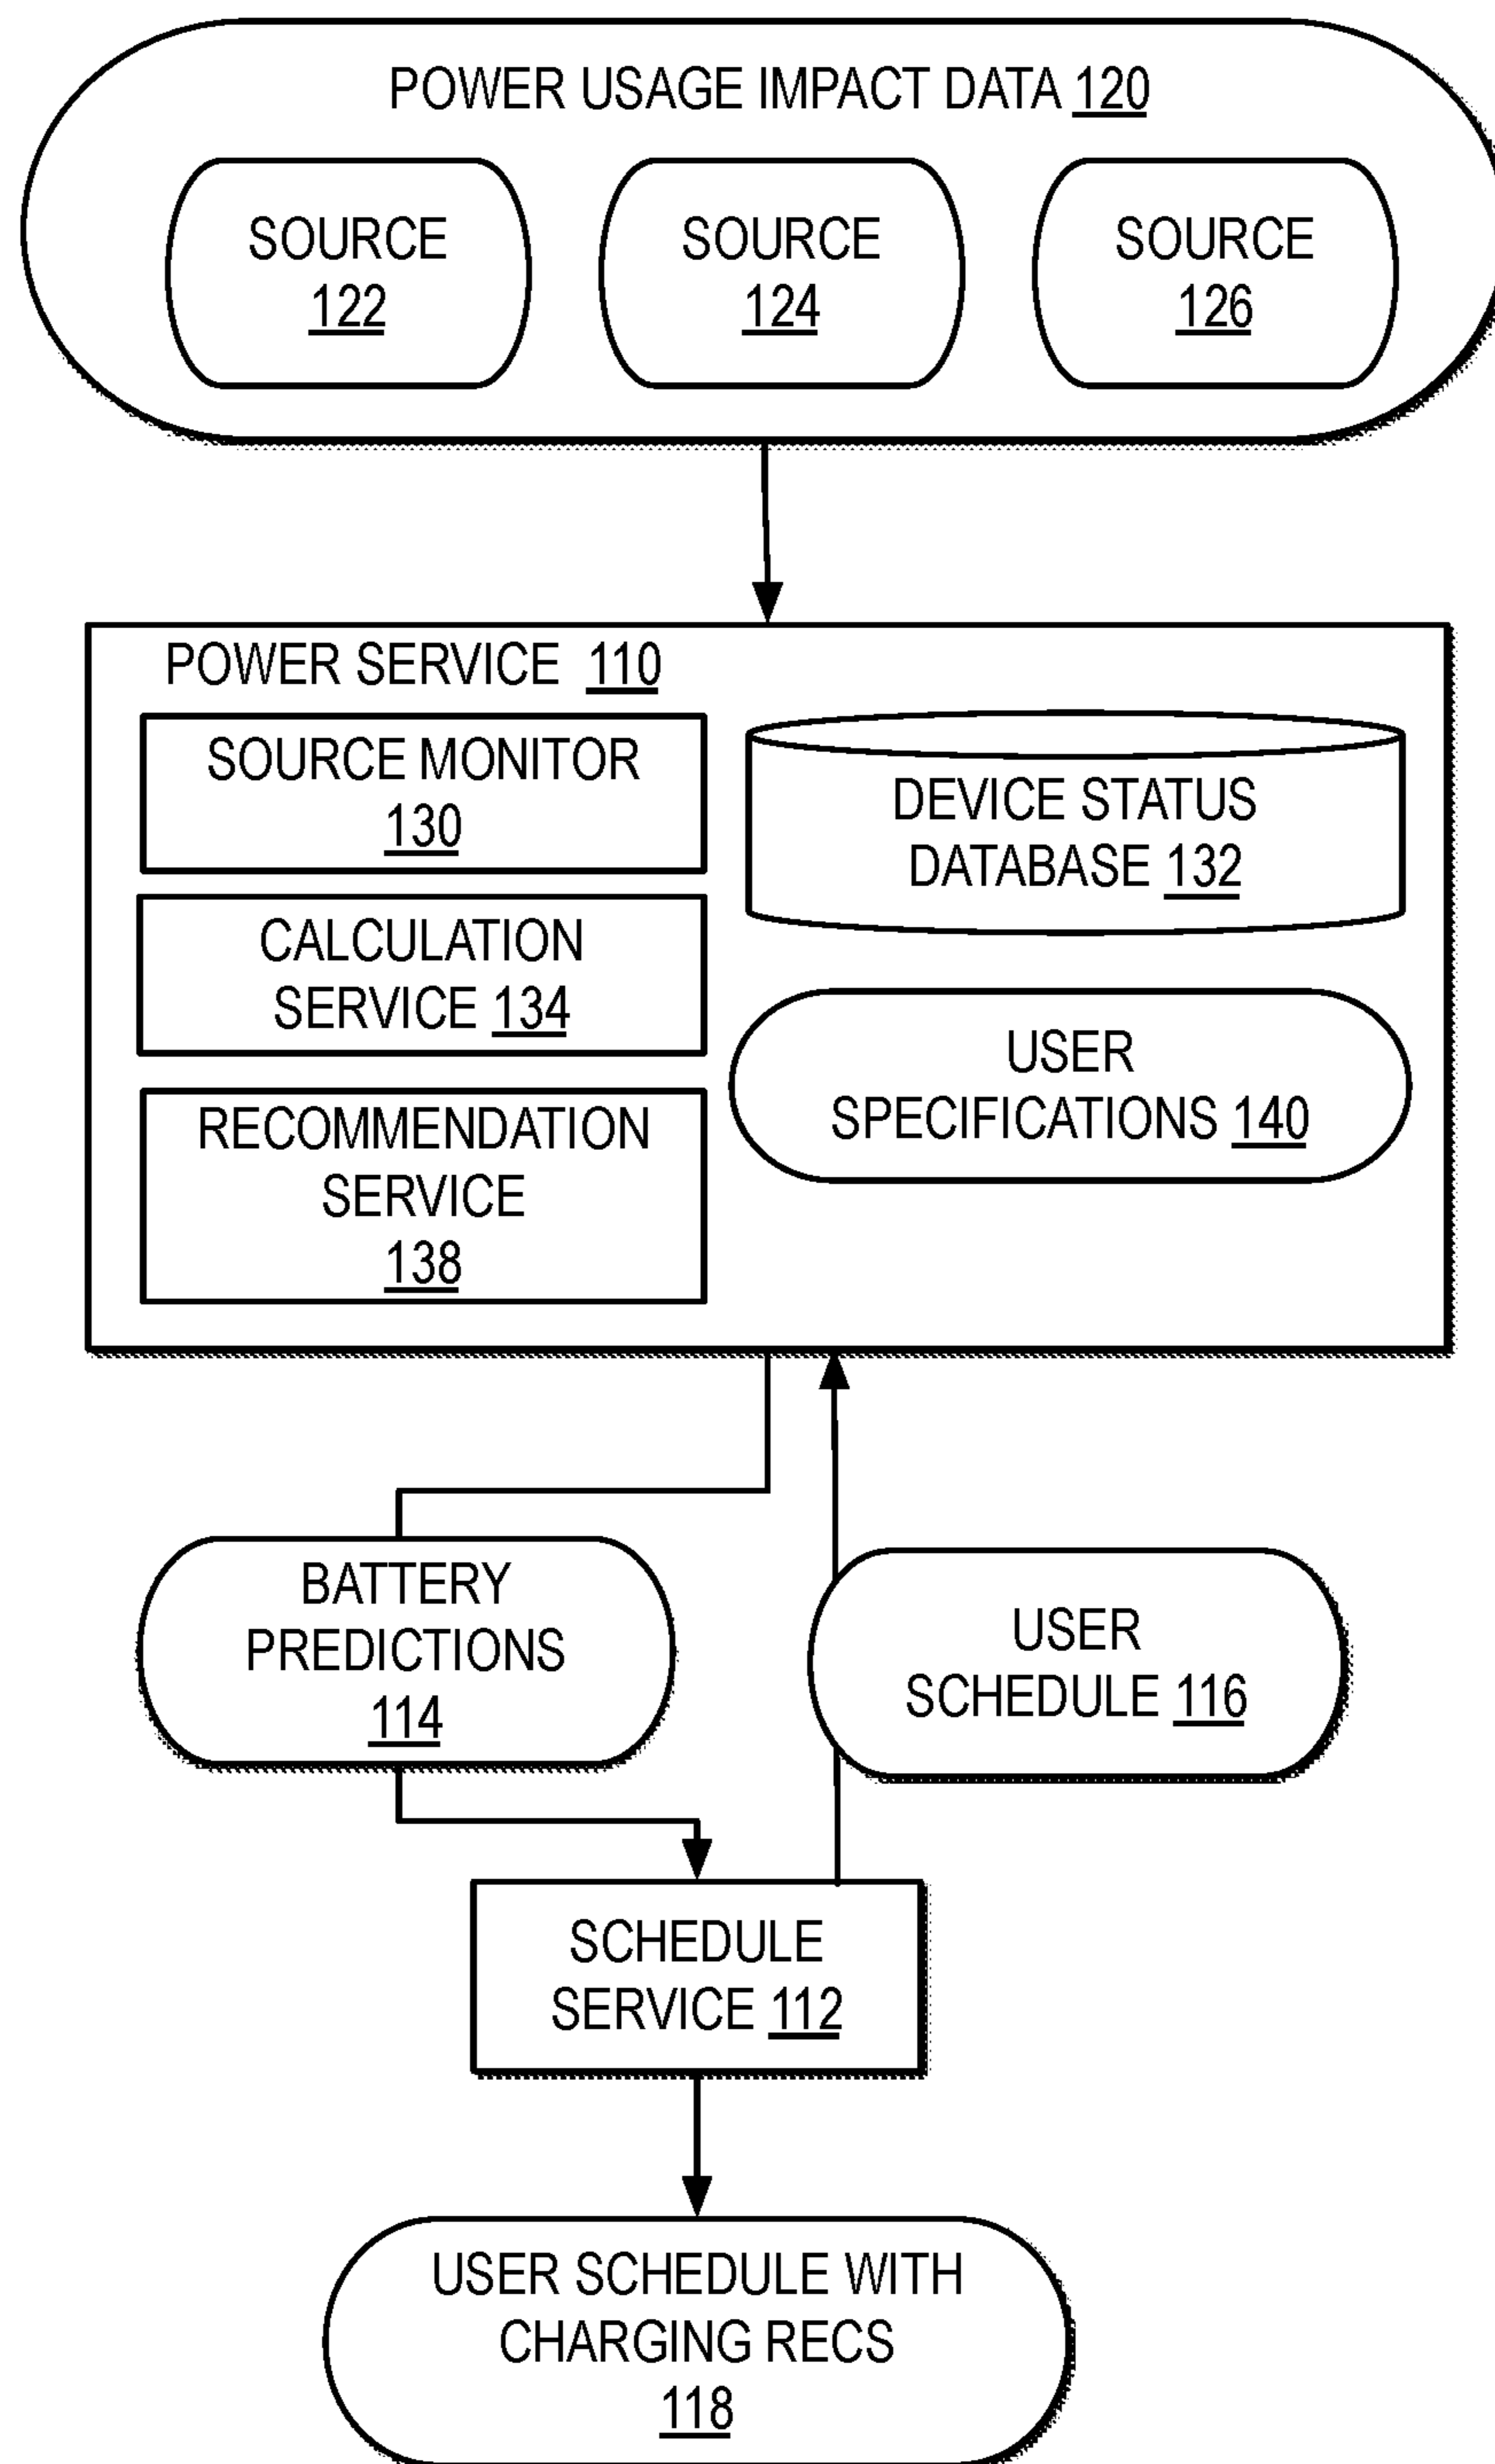 POWER USAGE IMPACT DATA 120
SOURCE
122
SOURCE
124
SOURCE
126
POWER SERVICE 110
SOURCE MONITOR
130
DEVICE STATUS
DATABASE 132
CALCULATION
SERVICE 134
USER
SPECIFICATIONS 140
RECOMMENDATION
SERVICE
138
BATTERY
PREDICTIONS
114
USER
SCHEDULE 116
SCHEDULE
SERVICE 112
USER SCHEDULE WITH
CHARGING RECS
118